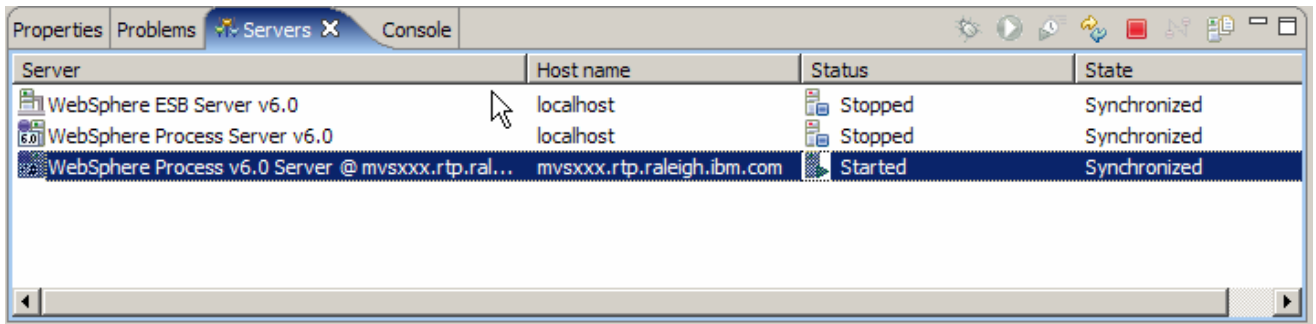 Properties Problems Servers Console
Server Host name Status State
WebSphere ESB Server v6.0 localhost Stopped Synchronized
6.0 WebSphere Process Server v6.0 localhost Stopped Synchronized
WebSphere Process v6.0 Server @ mvsxxx.rtp.ral... mvsxxx.rtp.raleigh.ibm.com Started Synchronized